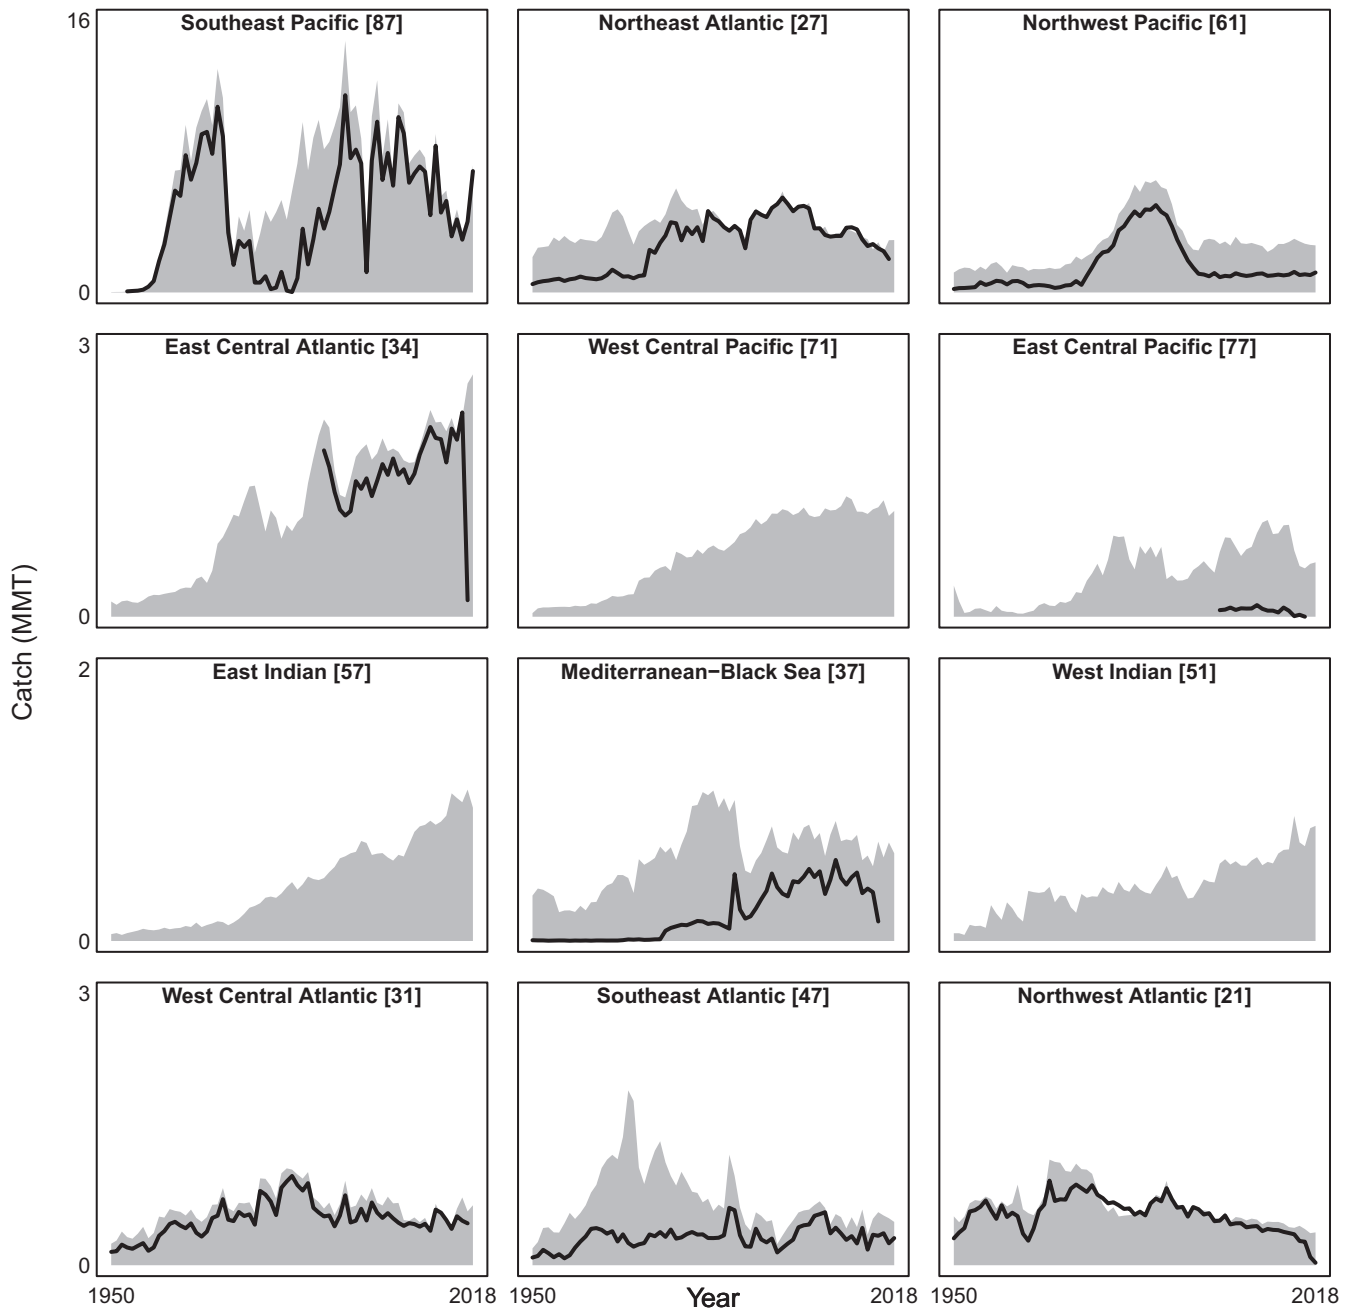 16
Southeast Pacific [87]
Northeast Atlantic [27]
Northwest Pacific [61]
0
3
East Central Atlantic [34]
West Central Pacific [71]
East Central Pacific [77]
0
Catch (MMT)
2
East Indian [57]
Mediterranean−Black Sea [37]
West Indian [51]
0
3
West Central Atlantic [31]
Southeast Atlantic [47]
Northwest Atlantic [21]
0
1950 2018 1950 2018 1950 2018
Year